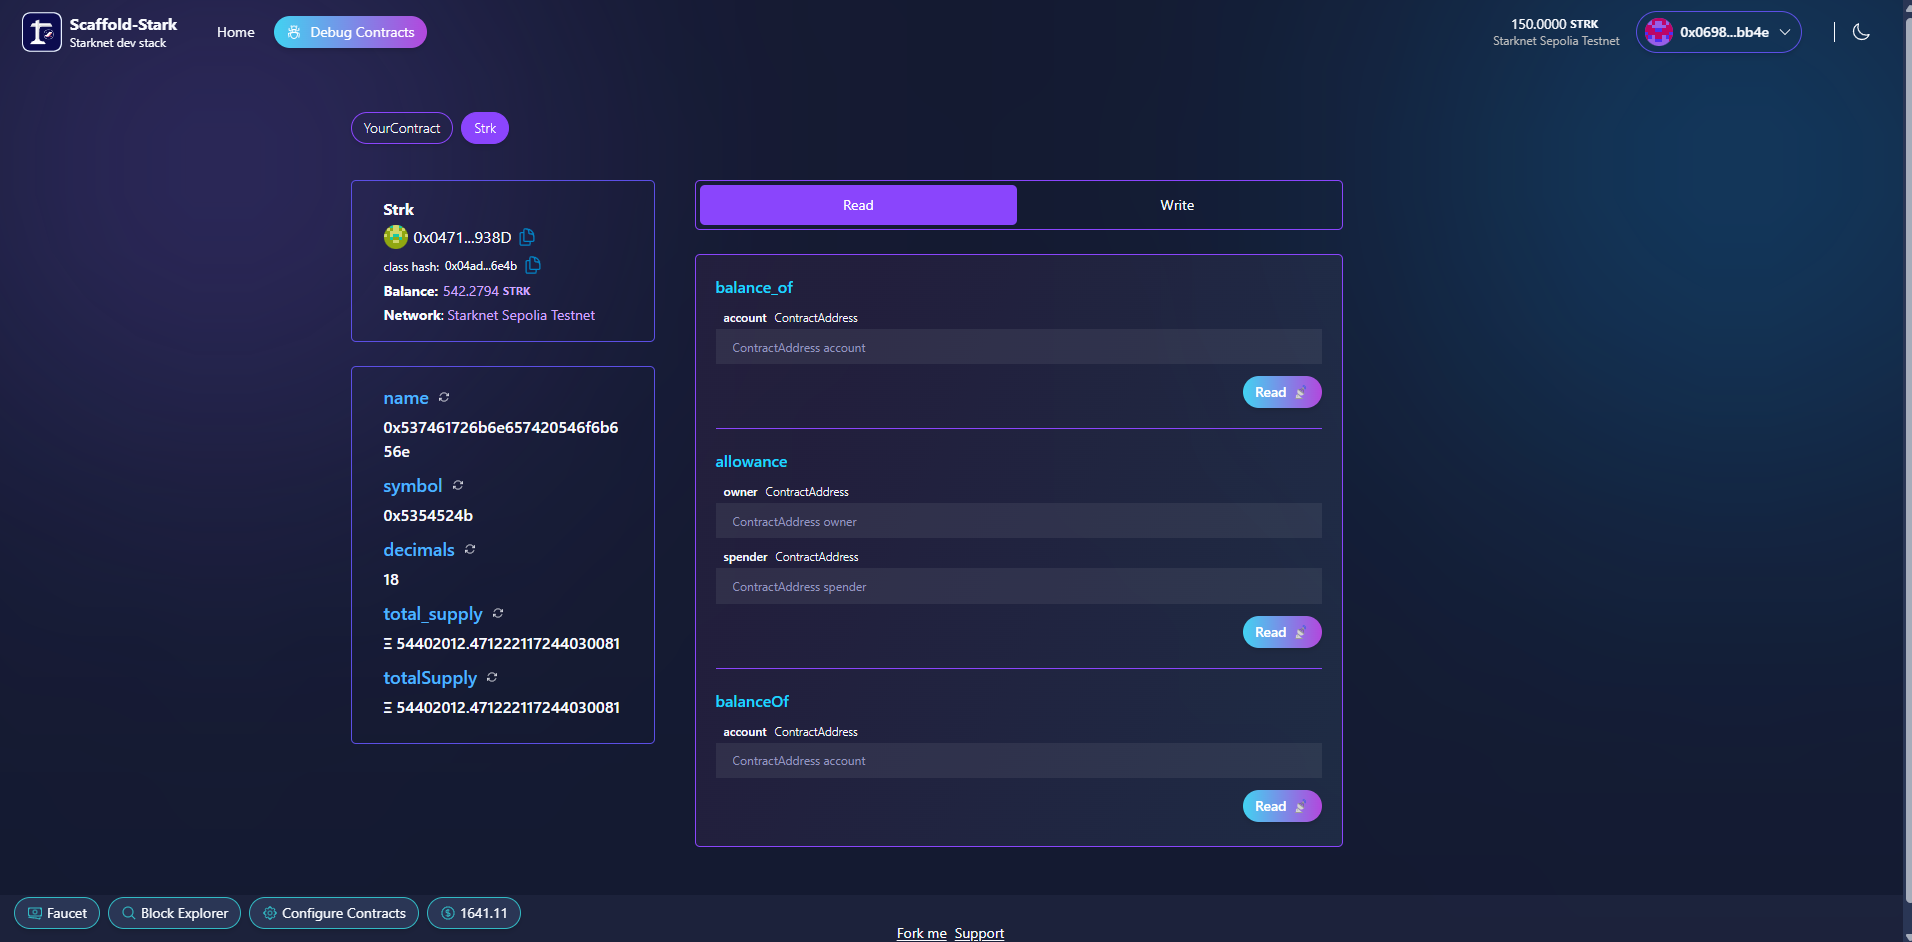 Scaffold-Stark
Starknet dev stack
Home
Debug Contracts
150.0000 STRK
Starknet Sepolia Testnet
0x0698...bb4e
YourContract
Strk
Strk
0x0471...938D
class hash: 0x04ad...6e4b
Balance: 542.2794 STRK
Network: Starknet Sepolia Testnet
name
0x537461726b6e657420546f6b6
56e
symbol
0x5354524b
decimals
18
total_supply
Ξ 54402012.471222117244030081
totalSupply
Ξ 54402012.471222117244030081
Read
Write
balance_of
account ContractAddress
ContractAddress account
Read
allowance
owner ContractAddress
ContractAddress owner
spender ContractAddress
ContractAddress spender
Read
balanceOf
account ContractAddress
ContractAddress account
Read
Faucet
Block Explorer
Configure Contracts
1641.11
Fork me Support